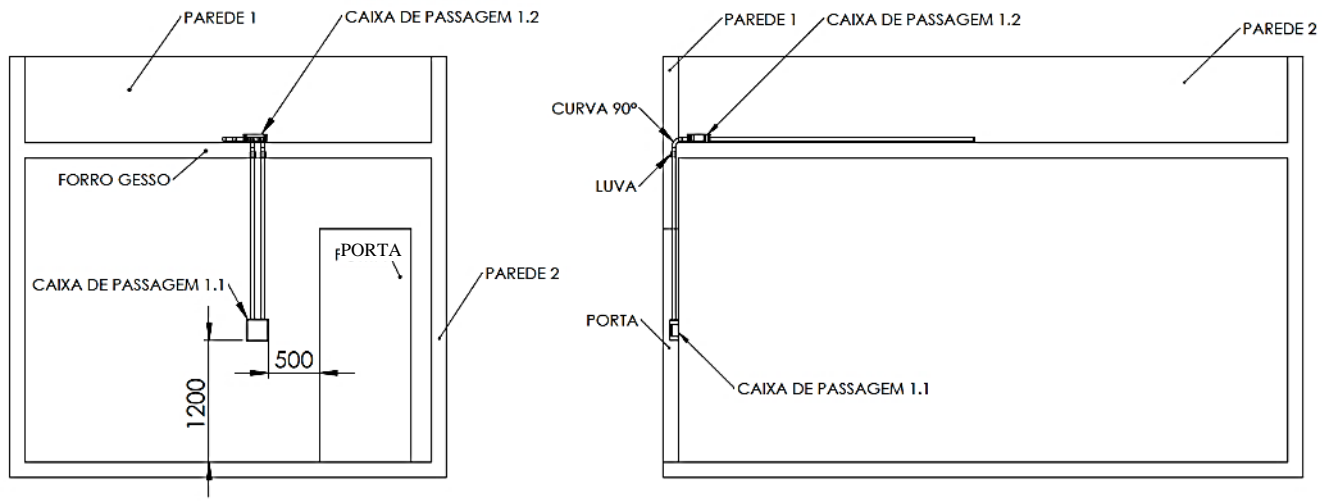 PAREDE 1
CAIXA DE PASSAGEM 1.2
FORRO GESSO
PORTA
CAIXA DE PASSAGEM 1.1
PAREDE 2
500
1200
PAREDE 1
CAIXA DE PASSAGEM 1.2
PAREDE 2
CURVA 90º
LUVA
PORTA
CAIXA DE PASSAGEM 1.1